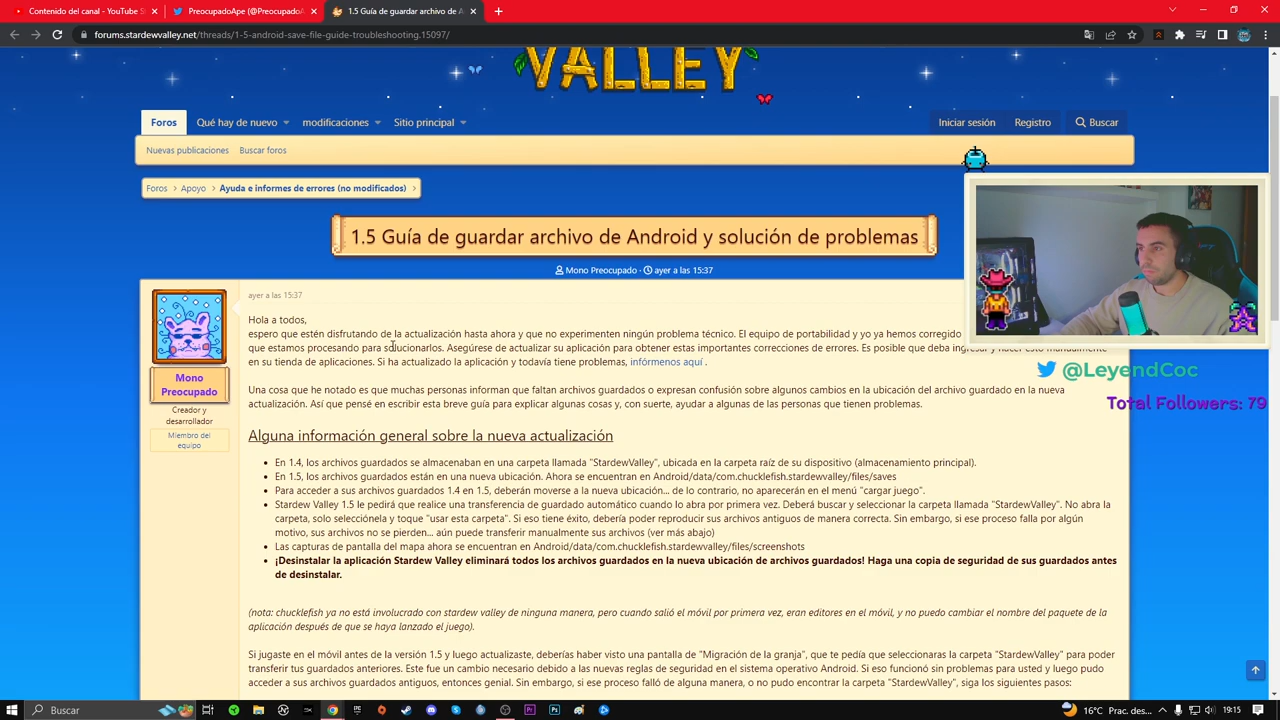 Contenido del canal - YouTube S
PreocupadoApe (@PreocupadoA
1.5 Guía de guardar archivo de A
forums.stardewvalley.net/threads/1-5-android-save-file-guide-troubleshooting.15097/
VALLEY
Foros
Qué hay de nuevo
modificaciones
Sitio principal
Iniciar sesión
Registro
Buscar
Nuevas publicaciones
Buscar foros
Foros
Apoyo
Ayuda e informes de errores (no modificados)
1.5 Guía de guardar archivo de Android y solución de problemas
Mono Preocupado · ayer a las 15:37
ayer a las 15:37
Mono
Preocupado
Creador y
desarrollador
Miembro del
equipo
Hola a todos,
espero que estén disfrutando de la actualización hasta ahora y que no experimenten ningún problema técnico. El equipo de portabilidad y yo ya hemos corregido
que estamos procesando para solucionarlos. Asegúrese de actualizar su aplicación para obtener estas importantes correcciones de errores. Es posible que deba ingresar y hacer esto manualmente
en su tienda de aplicaciones. Si ha actualizado la aplicación y todavía tiene problemas, infórmenos aquí .
Una cosa que he notado es que muchas personas informan que faltan archivos guardados o expresan confusión sobre algunos cambios en la ubicación del archivo guardado en la nueva
actualización. Así que pensé en escribir esta breve guía para explicar algunas cosas y, con suerte, ayudar a algunas de las personas que tienen problemas.
@LeyendCoc
Total Followers: 79
Alguna información general sobre la nueva actualización
En 1.4, los archivos guardados se almacenaban en una carpeta llamada "StardewValley", ubicada en la carpeta raíz de su dispositivo (almacenamiento principal).
En 1.5, los archivos guardados están en una nueva ubicación. Ahora se encuentran en Android/data/com.chucklefish.stardewvalley/files/saves
Para acceder a sus archivos guardados 1.4 en 1.5, deberán moverse a la nueva ubicación... de lo contrario, no aparecerán en el menú "cargar juego".
Stardew Valley 1.5 le pedirá que realice una transferencia de guardado automático cuando lo abra por primera vez. Deberá buscar y seleccionar la carpeta llamada "StardewValley". No abra la
carpeta, solo selecciónela y toque "usar esta carpeta". Si eso tiene éxito, debería poder reproducir sus archivos antiguos de manera correcta. Sin embargo, si ese proceso falla por algún
motivo, sus archivos no se pierden... aún puede transferir manualmente sus archivos (ver más abajo)
Las capturas de pantalla del mapa ahora se encuentran en Android/data/com.chucklefish.stardewvalley/files/screenshots
¡Desinstalar la aplicación Stardew Valley eliminará todos los archivos guardados en la nueva ubicación de archivos guardados! Haga una copia de seguridad de sus guardados antes
de desinstalar.
(nota: chucklefish ya no está involucrado con stardew valley de ninguna manera, pero cuando salió el móvil por primera vez, eran editores en el móvil, y no puedo cambiar el nombre del paquete de la
aplicación después de que se haya lanzado el juego).
Si jugaste en el móvil antes de la versión 1.5 y luego actualizaste, deberías haber visto una pantalla de "Migración de la granja", que te pedía que seleccionaras la carpeta "StardewValley" para poder
transferir tus guardados anteriores. Este fue un cambio necesario debido a las nuevas reglas de seguridad en el sistema operativo Android. Si eso funcionó sin problemas para usted y luego pudo
acceder a sus archivos guardados antiguos, entonces genial. Sin embargo, si ese proceso falló de alguna manera, o no pudo encontrar la carpeta "StardewValley", siga los siguientes pasos:
Buscar
16°C Prac. des...
19:15